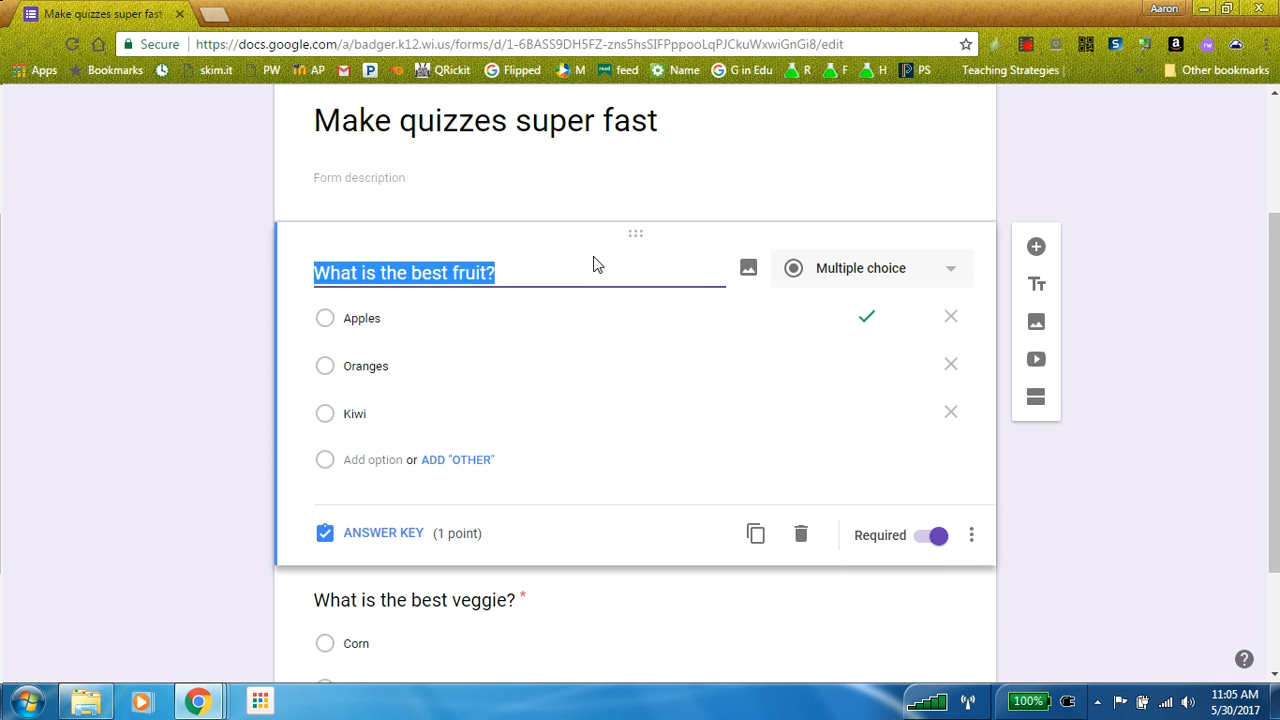 Make quizzes super fast
Aaron
Secure
https://docs.google.com/a/badger.k12.wi.us/forms/d/1-6BASS9DH5FZ-zns5hsSIFPppooLqPJCkuWxwiGnGi8/edit
Apps Bookmarks skim.it PW AP QRickit Flipped M feed Name G in Edu R F H PS Teaching Strategies » Other bookmarks
Make quizzes super fast
Form description
What is the best fruit?
Multiple choice
Apples
Oranges
Kiwi
Add option or ADD "OTHER"
ANSWER KEY (1 point)
Required
What is the best veggie? *
Corn
100%
11:05 AM
5/30/2017